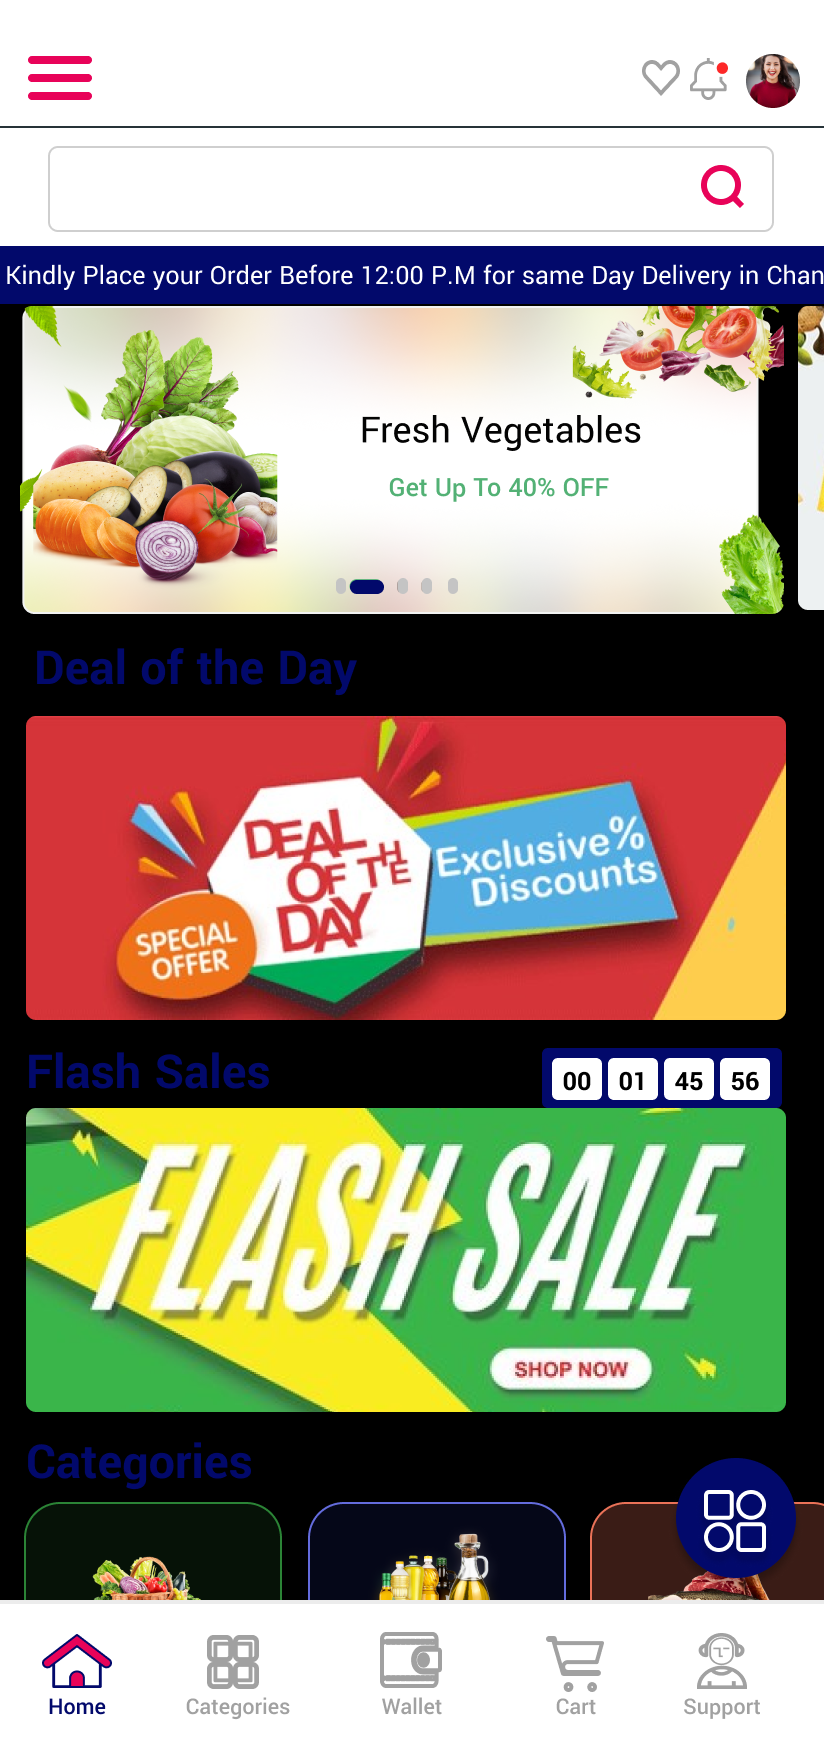 Kindly Place your Order Before 12:00 P.M for same Day Delivery in Chan
Fresh Vegetables
Get Up To 40% OFF
Deal of the Day
DEAL
OF THE
DAY
Exclusive%
Discounts
SPECIAL
OFFER
Flash Sales
00 01 45 56
FLASH SALE
SHOP NOW
Categories
Home Categories Wallet Cart Support